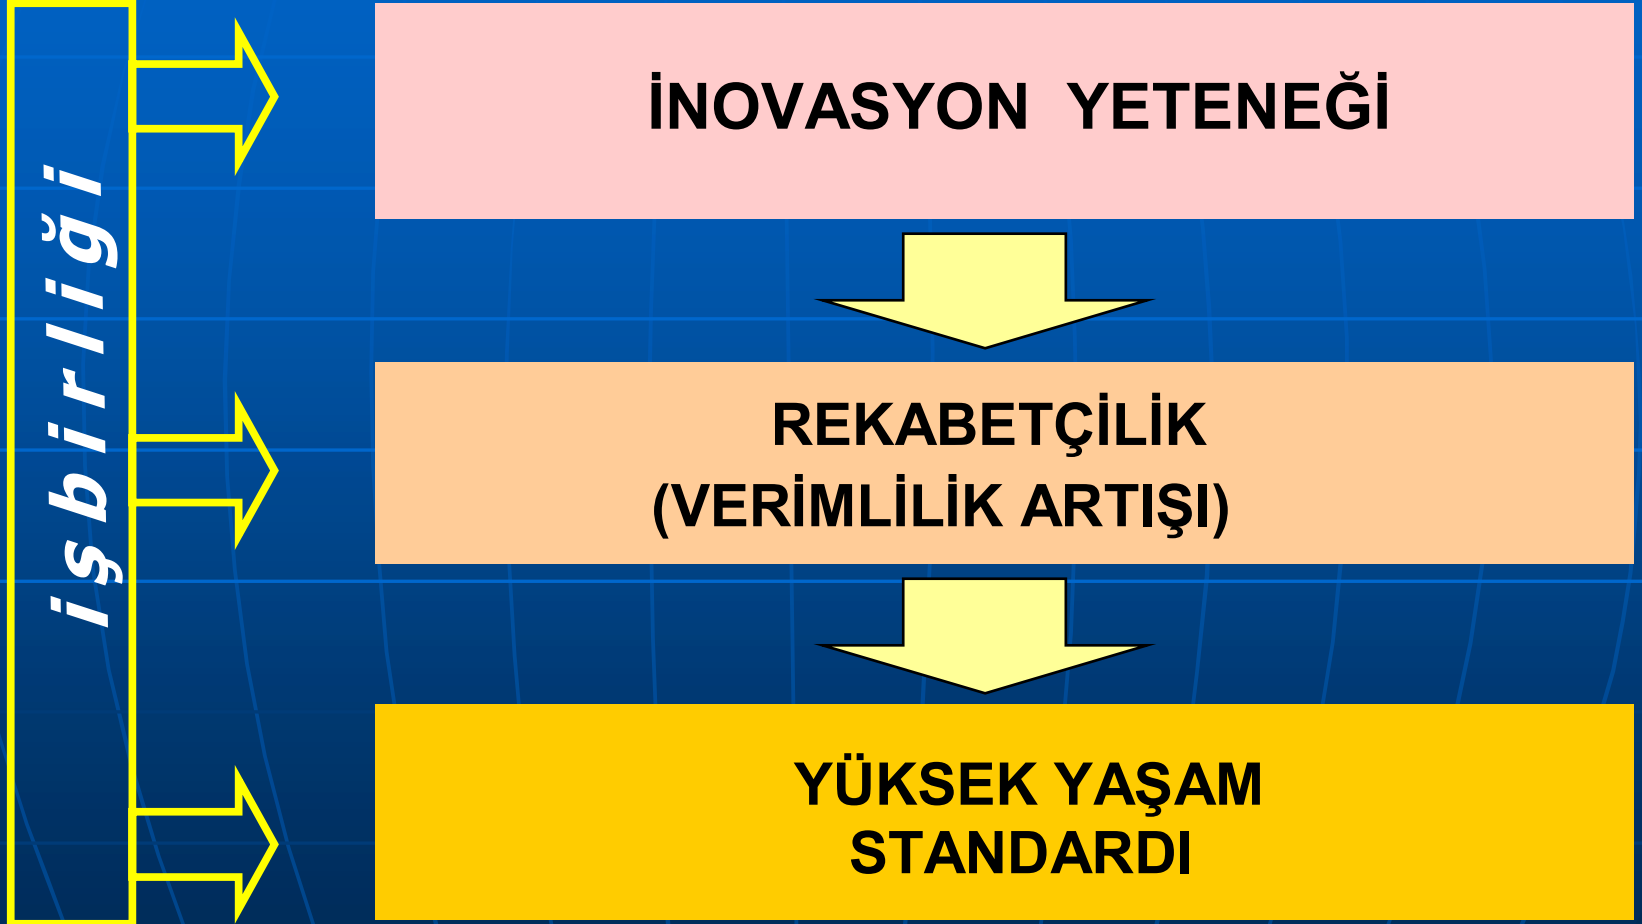 işbirliği
İNOVASYON YETENEĞİ
REKABETÇİLİK
(VERİMLİLİK ARTIŞI)
YÜKSEK YAŞAM
STANDARDI